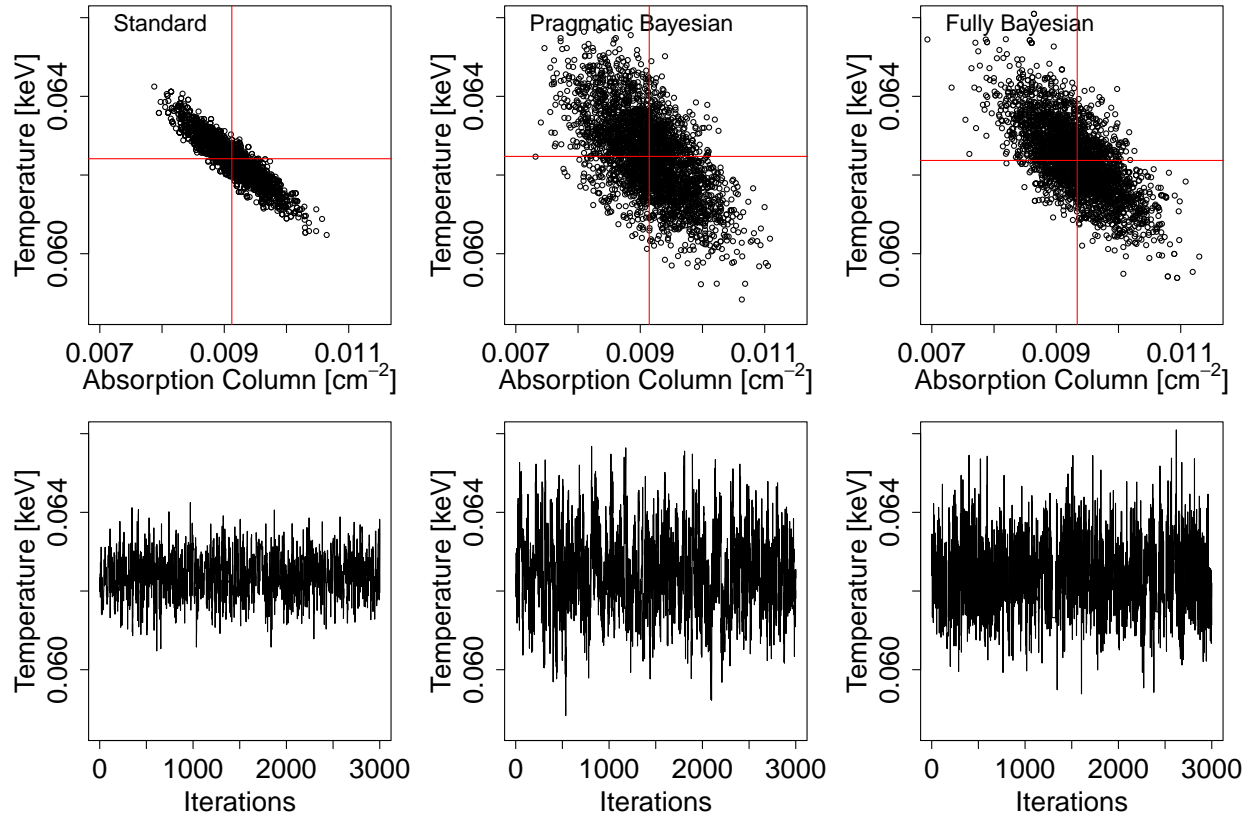 Standard
Temperature [keV]
0.060
0.064
0.007
0.009
0.011
Absorption Column [cm−2]
Pragmatic Bayesian
Temperature [keV]
0.060
0.064
0.007
0.009
0.011
Absorption Column [cm−2]
Fully Bayesian
Temperature [keV]
0.060
0.064
0.007
0.009
0.011
Absorption Column [cm−2]
Temperature [keV]
0.060
0.064
0
1000
2000
3000
Iterations
Temperature [keV]
0.060
0.064
0
1000
2000
3000
Iterations
Temperature [keV]
0.060
0.064
0
1000
2000
3000
Iterations